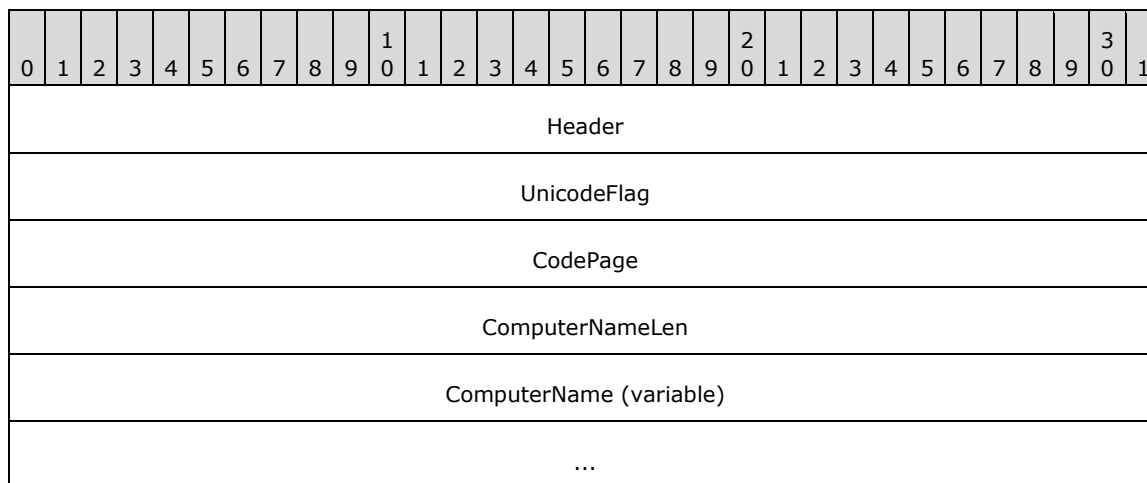 1 2 3
0 1 2 3 4 5 6 7 8 9 0 1 2 3 4 5 6 7 8 9 0 1 2 3 4 5 6 7 8 9 0 1
Header
UnicodeFlag
CodePage
ComputerNameLen
ComputerName (variable)
...